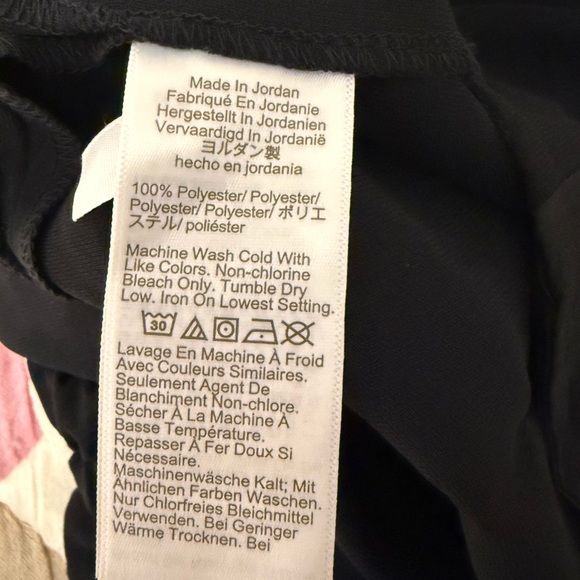 Made In Jordan
Fabriqué En Jordanie
Hergestellt In Jordanien
Vervaardigd In Jordanië
ヨルダン製
hecho en jordania
100% Polyester/ Polyester/
Polyester/ Polyester/ ポリエ
ステル/ poliéster
Machine Wash Cold With
Like Colors. Non-chlorine
Bleach Only. Tumble Dry
Low. Iron On Lowest Setting.
30
Lavage En Machine À Froid
Avec Couleurs Similaires.
Seulement Agent De
Blanchiment Non-chlore.
Sécher À La Machine À
Basse Température.
Repasser À Fer Doux Si
Nécessaire.
Maschinenwäsche Kalt; Mit
Ähnlichen Farben Waschen.
Nur Chlorfreies Bleichmittel
Verwenden. Bei Geringer
Wärme Trocknen. Bei